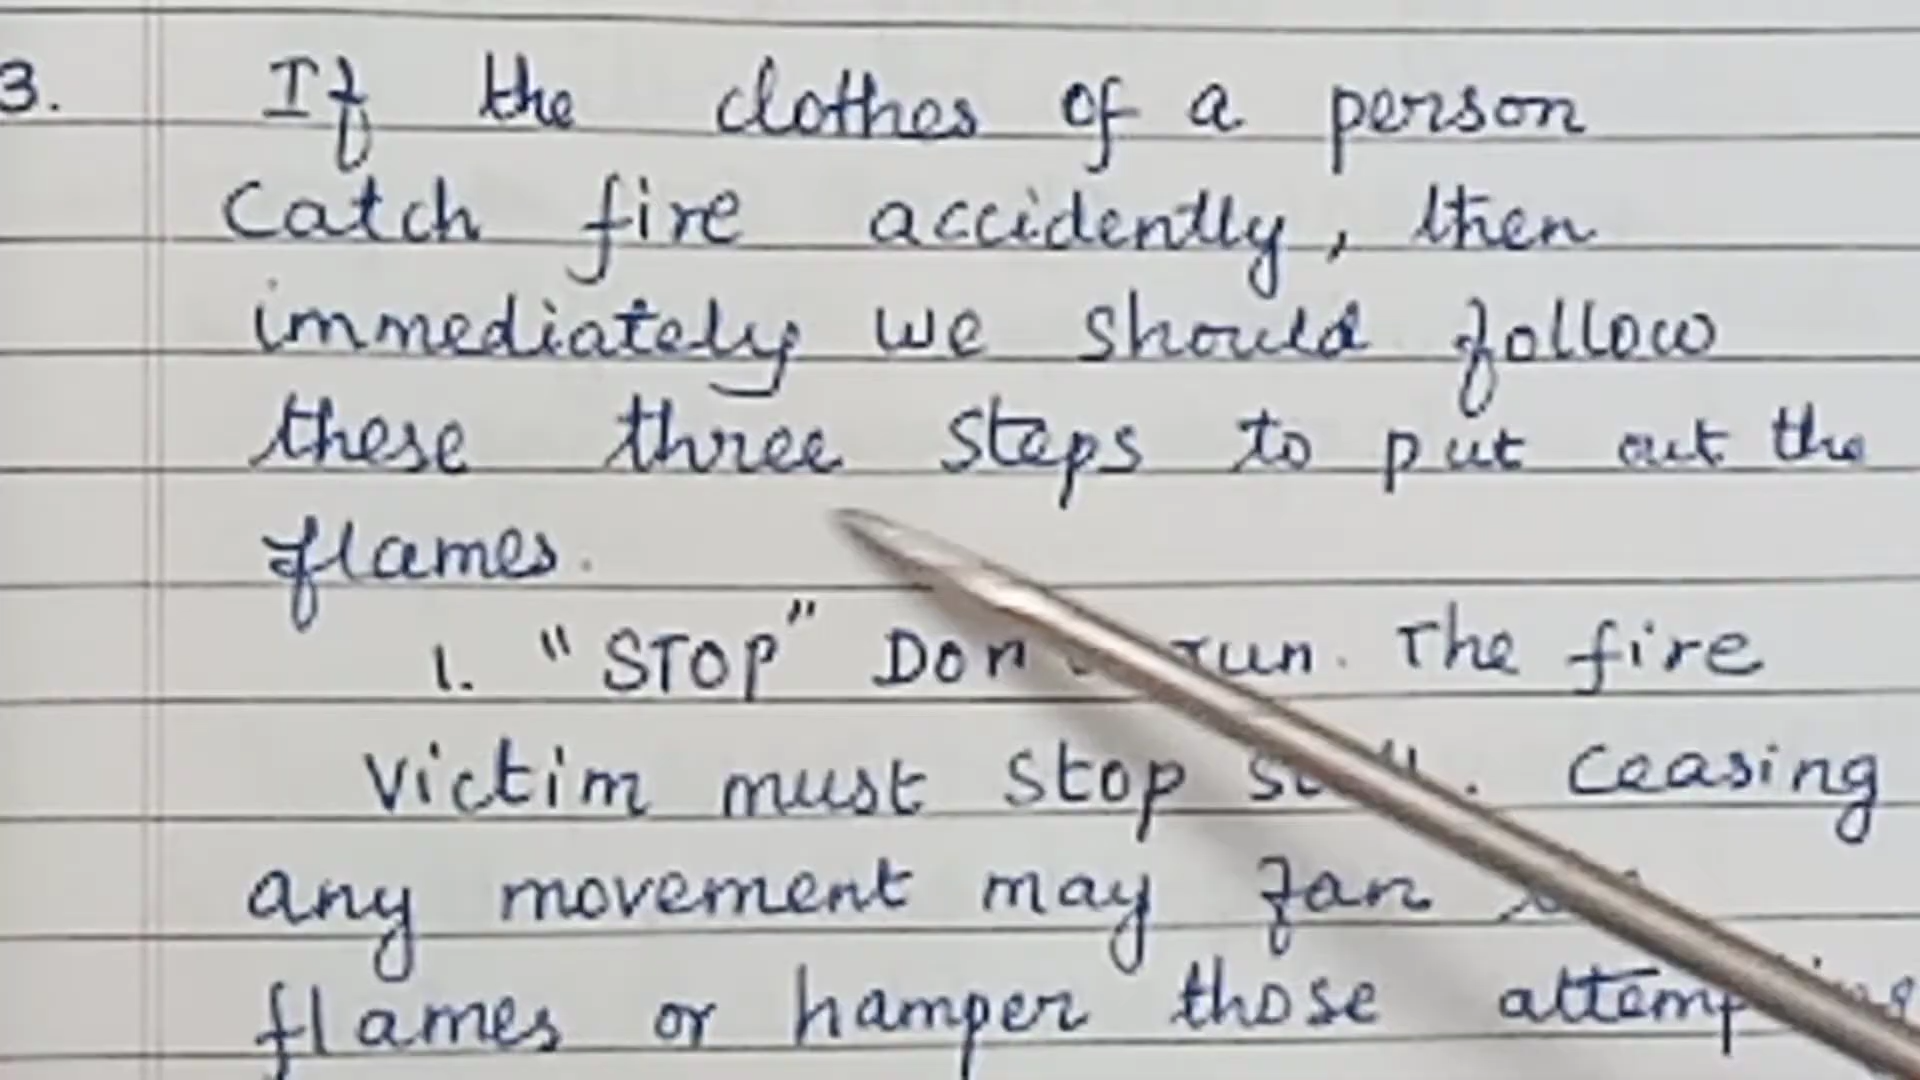 3. If the clothes of a person
Catch fire accidently, then
immediately we should follow
these three steps to put out the
flames.
1. "STOP" run. The fire
Victim must stop . Ceasing
any movement may fan
flames or hamper those